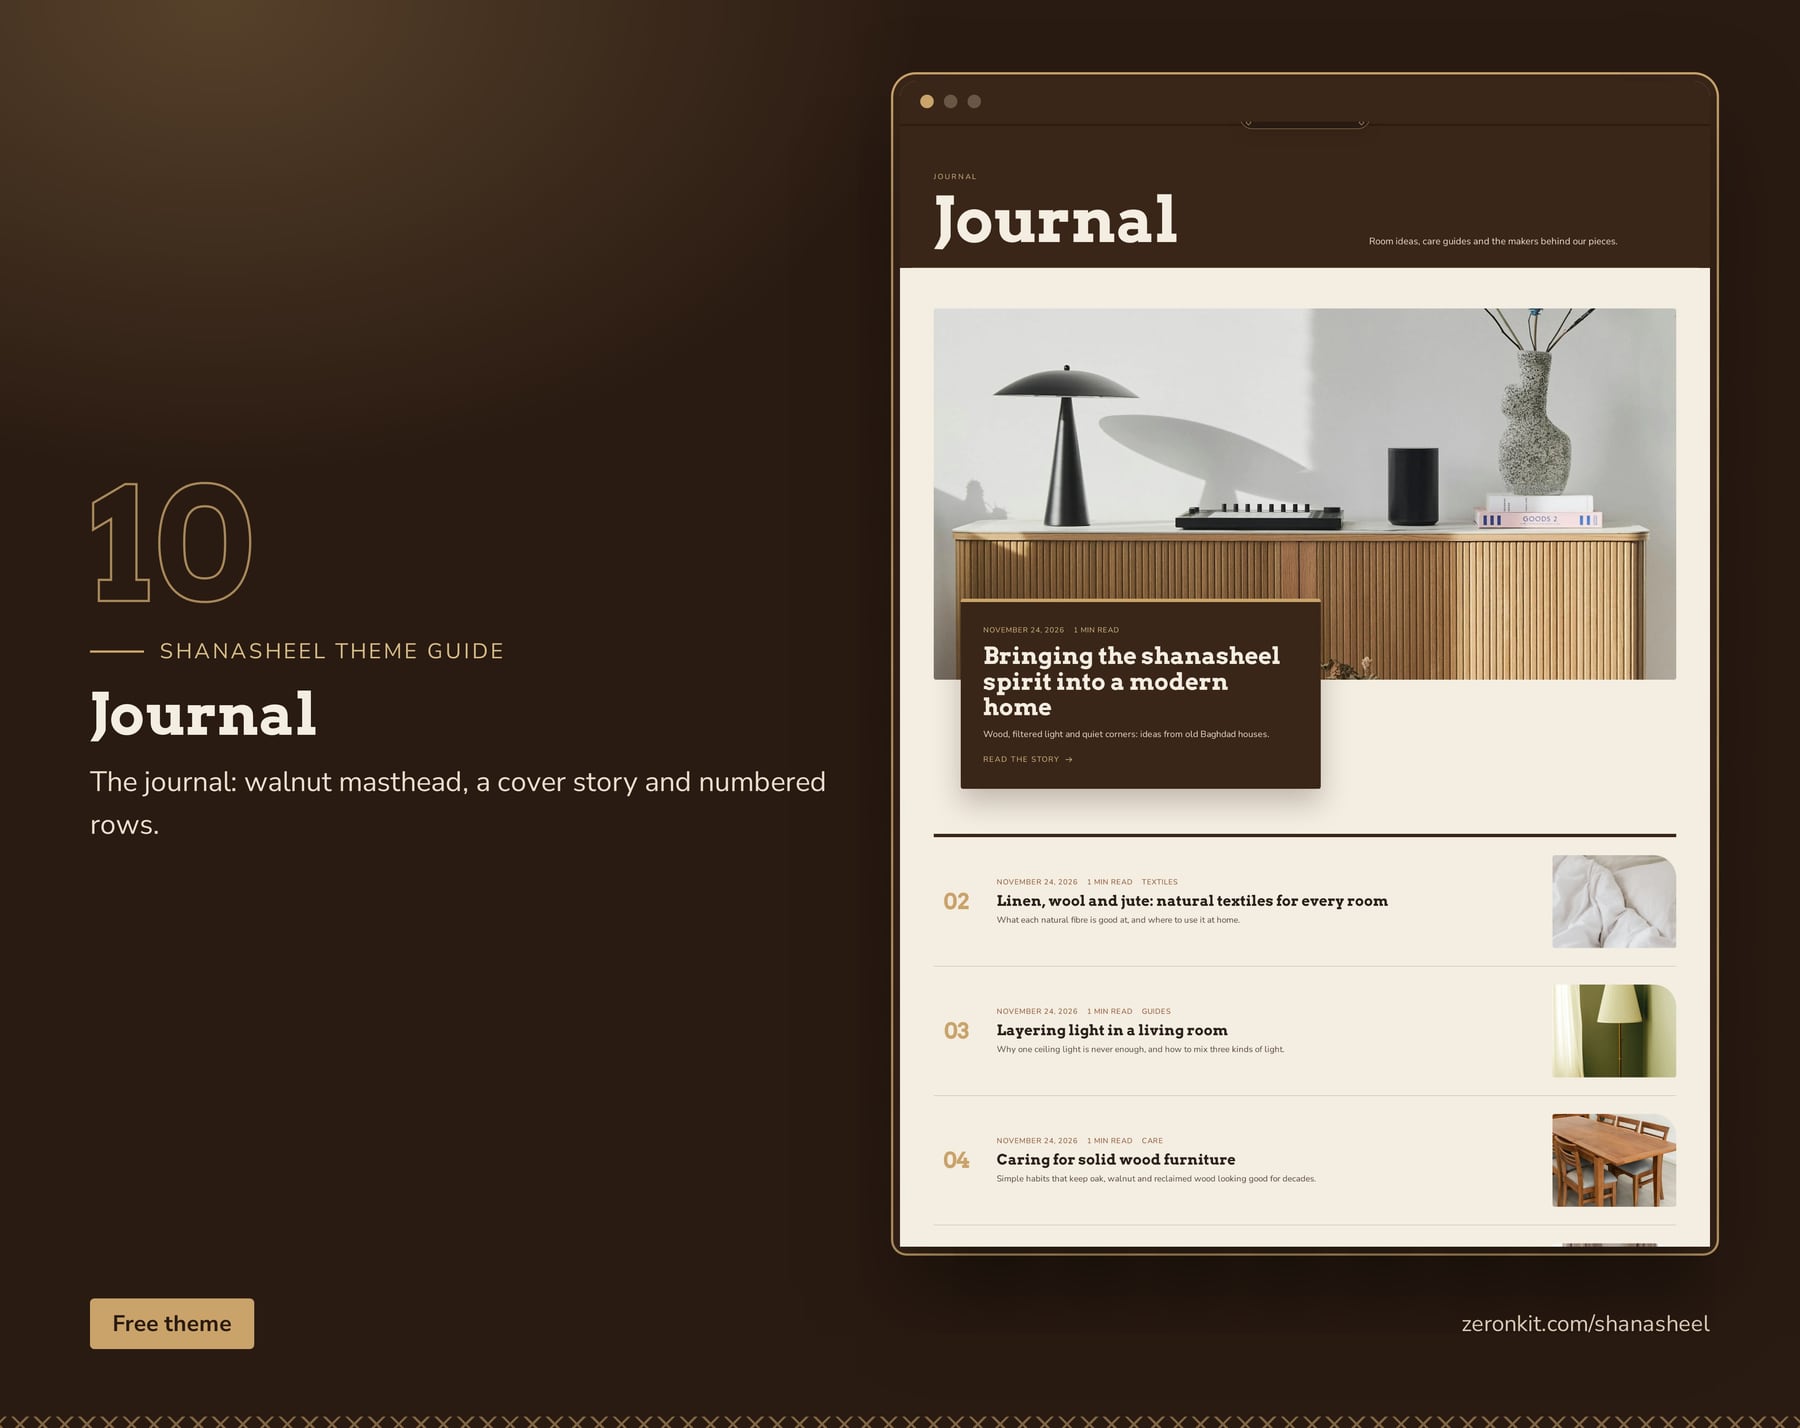 10
SHANASHEEL THEME GUIDE
Journal
The journal: walnut masthead, a cover story and numbered
rows.
Free theme
JOURNAL
Journal
Room ideas, care guides and the makers behind our pieces.
GOODS 2
NOVEMBER 24, 2026 1 MIN READ
Bringing the shanasheel
spirit into a modern
home
Wood, filtered light and quiet corners: ideas from old Baghdad houses.
READ THE STORY →
02
NOVEMBER 24, 2026 1 MIN READ TEXTILES
Linen, wool and jute: natural textiles for every room
What each natural fibre is good at, and where to use it at home.
03
NOVEMBER 24, 2026 1 MIN READ GUIDES
Layering light in a living room
Why one ceiling light is never enough, and how to mix three kinds of light.
04
NOVEMBER 24, 2026 1 MIN READ CARE
Caring for solid wood furniture
Simple habits that keep oak, walnut and reclaimed wood looking good for decades.
zeronkit.com/shanasheel